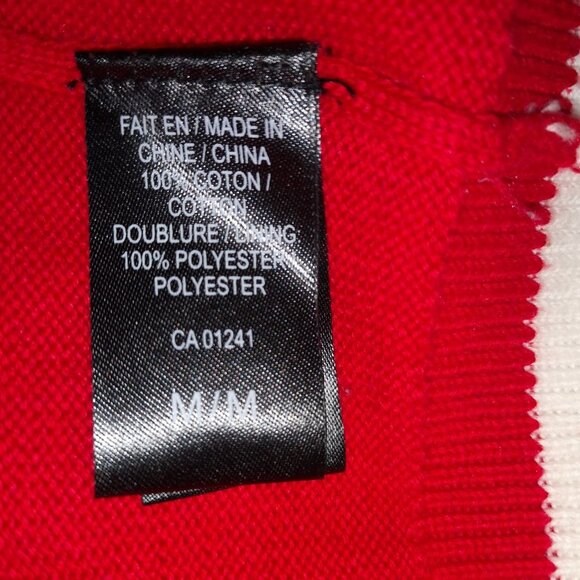 FAIT EN / MADE IN
CHINE / CHINA
100% COTON /
COTTON
DOUBLURE / LINING
100% POLYESTER
POLYESTER
CA 01241
M / M